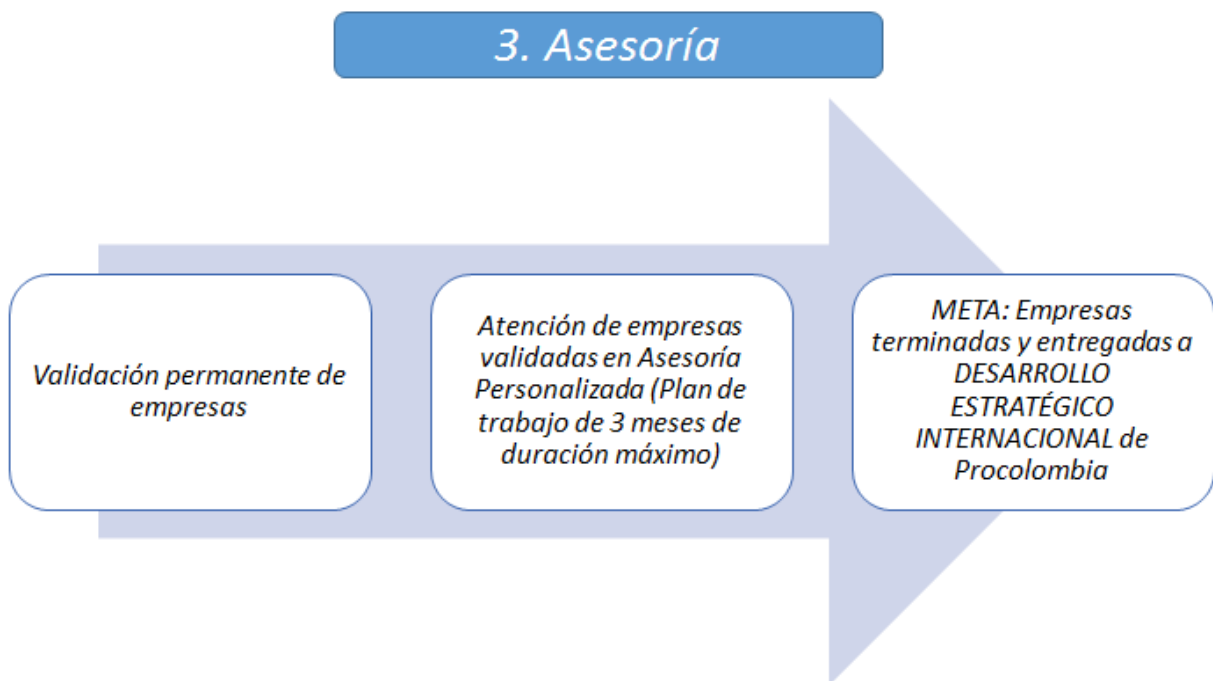 3. Asesoría
Validación permanente de
empresas
Atención de empresas
validadas en Asesoría
Personalizada (Plan de
trabajo de 3 meses de
duración máximo)
META: Empresas
terminadas y entregadas a
DESARROLLO
ESTRATÉGICO
INTERNACIONAL de
Procolombia